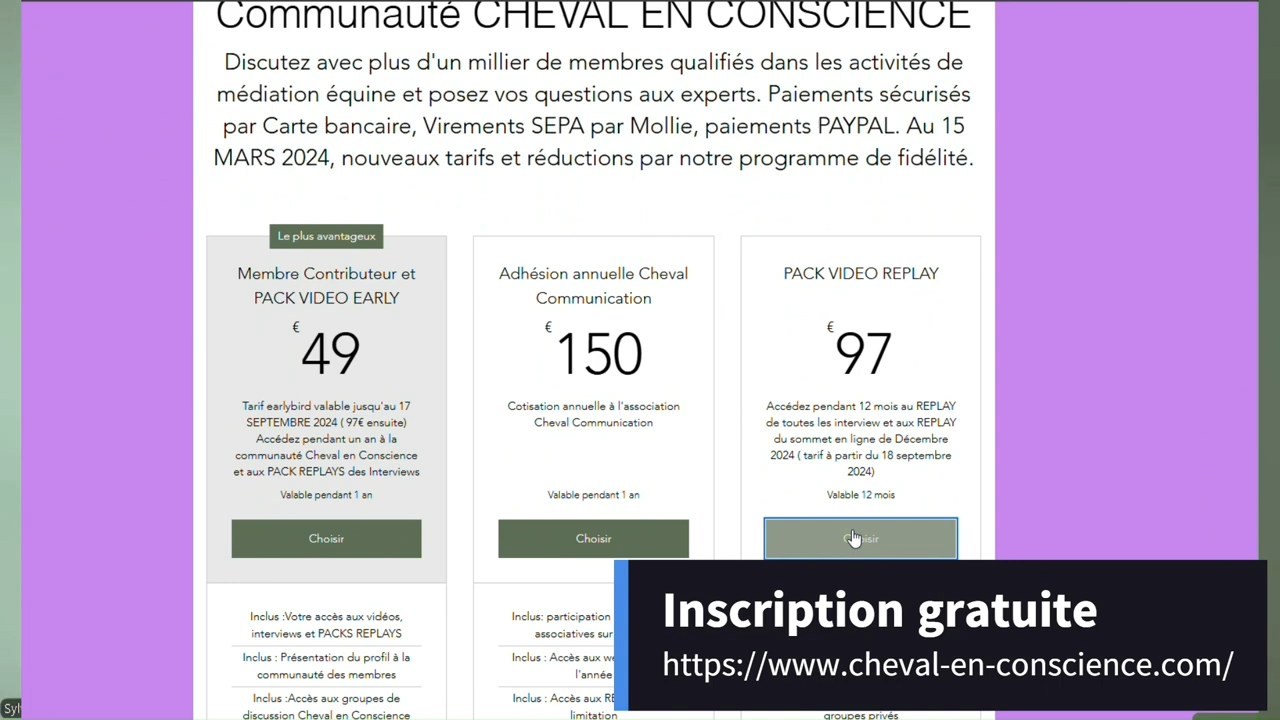 Communauté CHEVAL EN CONSCIENCE
Discutez avec plus d'un millier de membres qualifiés dans les activités de
médiation équine et posez vos questions aux experts. Paiements sécurisés
par Carte bancaire, Virements SEPA par Mollie, paiements PAYPAL. Au 15
MARS 2024, nouveaux tarifs et réductions par notre programme de fidélité.
Le plus avantageux
Membre Contributeur et
PACK VIDEO EARLY
€
49
Tarif earlybird valable jusqu'au 17
SEPTEMBRE 2024 ( 97€ ensuite)
Accédez pendant un an à la
communauté Cheval en Conscience
et aux PACK REPLAYS des Interviews
Valable pendant 1 an
Choisir
Inclus :Votre accès aux vidéos,
interviews et PACKS REPLAYS
Inclus : Présentation du profil à la
communauté des membres
Inclus :Accès aux groupes de
discussion Cheval en Conscience
Adhésion annuelle Cheval
Communication
€
150
Cotisation annuelle à l'association
Cheval Communication
Valable pendant 1 an
Choisir
Inclus: participation
associatives sur
Inclus : Accès aux we
l'année
Inclus : Accès aux RE
limitation
PACK VIDEO REPLAY
€
97
Accédez pendant 12 mois au REPLAY
de toutes les interview et aux REPLAY
du sommet en ligne de Décembre
2024 ( tarif à partir du 18 septembre
2024)
Valable 12 mois
Choisir
groupes privés
Inscription gratuite
https://www.cheval-en-conscience.com/
Syl